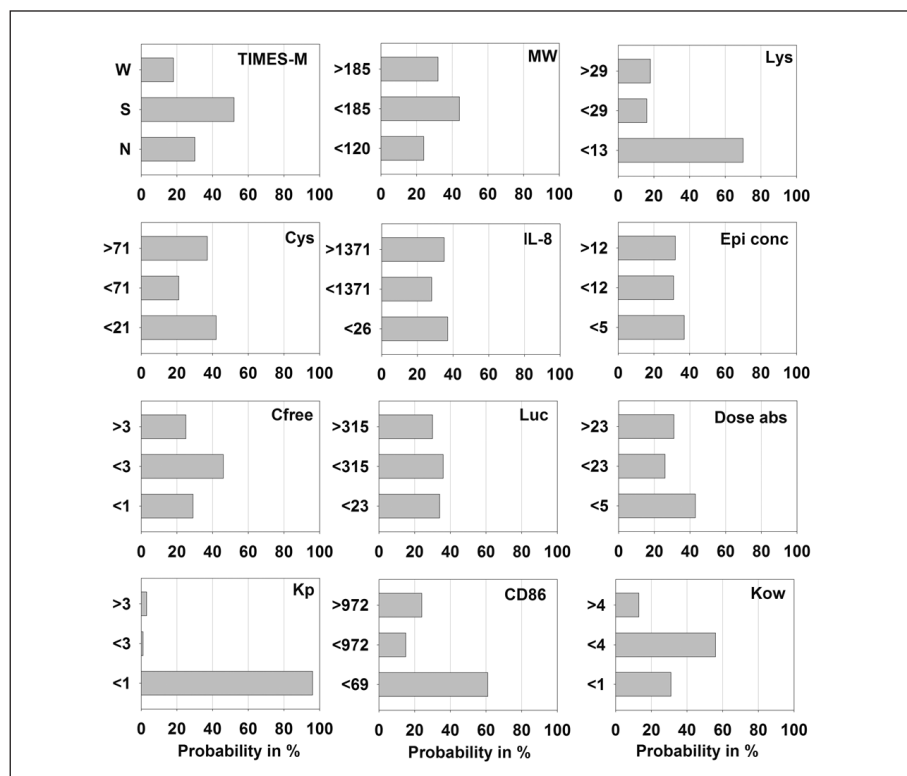 TIMES-M
W
S
N
0 20 40 60 80 100
MW
>185
<185
<120
0 20 40 60 80 100
Lys
>29
<29
<13
0 20 40 60 80 100
Cys
>71
<71
<21
0 20 40 60 80 100
IL-8
>1371
<1371
<26
0 20 40 60 80 100
Epi conc
>12
<12
<5
0 20 40 60 80 100
Cfree
>3
<3
<1
0 20 40 60 80 100
Luc
>315
<315
<23
0 20 40 60 80 100
Dose abs
>23
<23
<5
0 20 40 60 80 100
Kp
>3
<3
<1
0 20 40 60 80 100
Probability in %
CD86
>972
<972
<69
0 20 40 60 80 100
Probability in %
Kow
>4
<4
<1
0 20 40 60 80 100
Probability in %